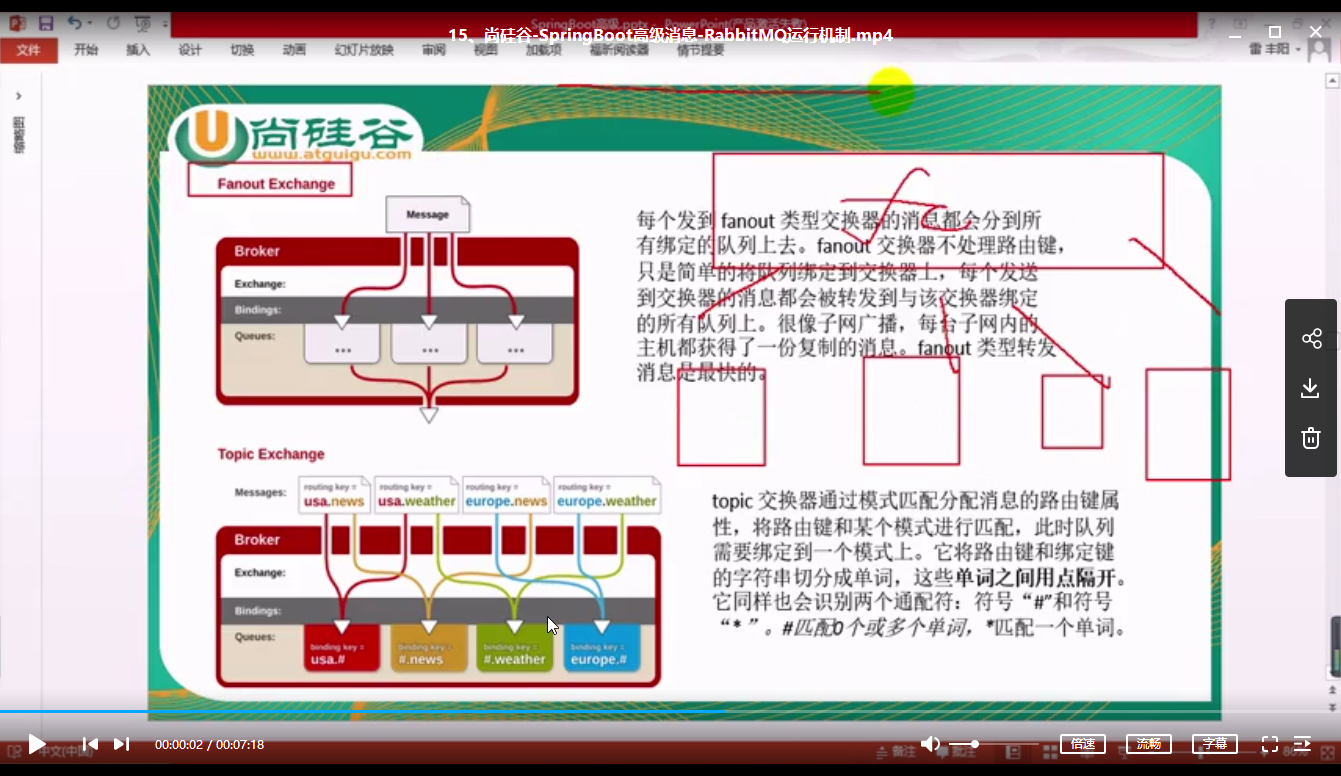 SpringBoot高级.pptx - PowerPoint(产品激活失败)
15、尚硅谷-SpringBoot高级消息-RabbitMQ运行机制.mp4
文件 开始 插入 设计 切换 动画 幻灯片放映 审阅 视图 加载项 福昕阅读器 情节提要
雷丰阳
缩略图
尚硅谷
www.atguigu.com
Fanout Exchange
Message
Broker
Exchange:
Bindings:
Queues:
... ... ...
每个发到 fanout 类型交换器的消息都会分到所
有绑定的队列上去。fanout 交换器不处理路由键，
只是简单的将队列绑定到交换器上，每个发送
到交换器的消息都会被转发到与该交换器绑定
的所有队列上。很像子网广播，每台子网内的
主机都获得了一份复制的消息。fanout 类型转发
消息是最快的。
Topic Exchange
Messages:
routing key = usa.news
routing key = usa.weather
routing key = europe.news
routing key = europe.weather
Broker
Exchange:
Bindings:
Queues:
binding key = usa.#
binding key = #.news
binding key = #.weather
binding key = europe.#
topic 交换器通过模式匹配分配消息的路由键属
性，将路由键和某个模式进行匹配，此时队列
需要绑定到一个模式上。它将路由键和绑定键
的字符串切分成单词，这些单词之间用点隔开。
它同样也会识别两个通配符：符号“#”和符号
“*”。#匹配0个或多个单词，*匹配一个单词。
00:00:02 / 00:07:18
倍速 流畅 字幕
中文(中国)
备注 批注